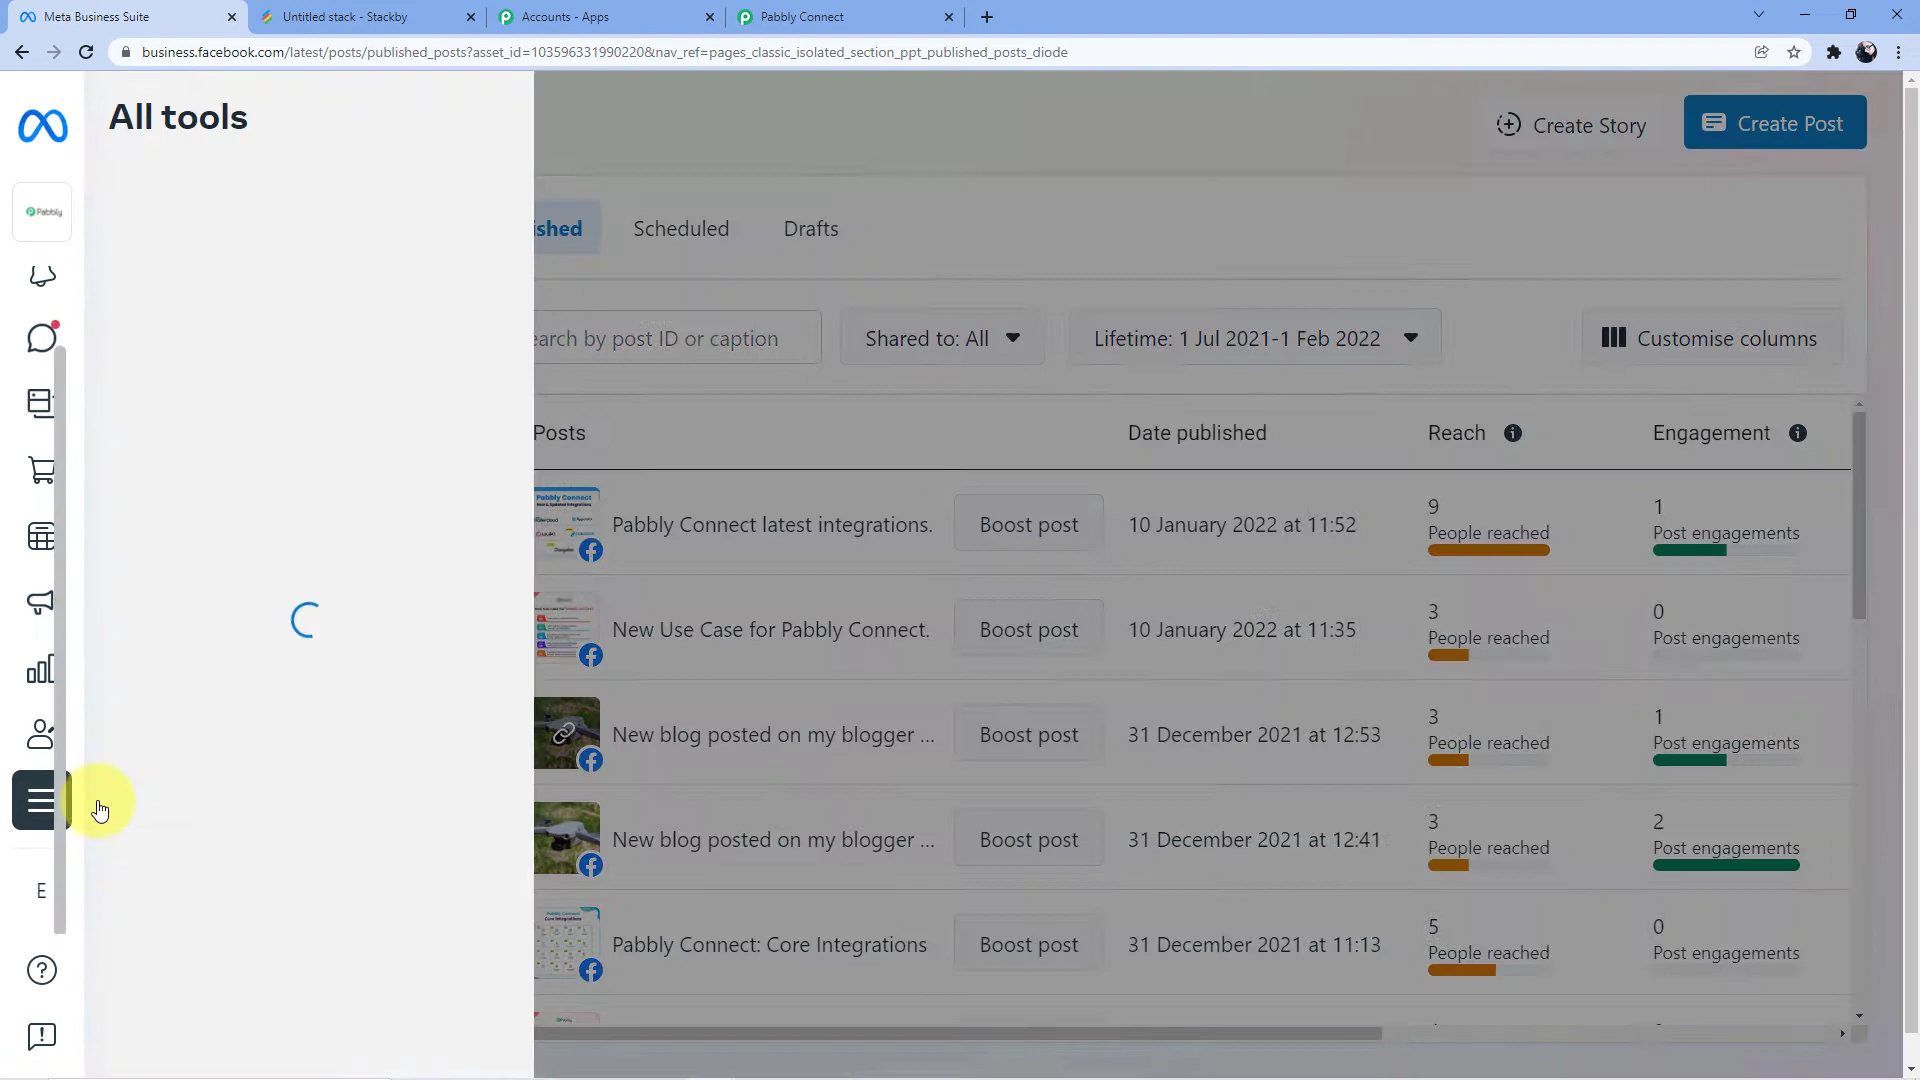 Meta Business Suite
Untitled stack - Stackby
Accounts - Apps
Pabbly Connect
business.facebook.com/latest/posts/published_posts?asset_id=103596331990220&nav_ref=pages_classic_isolated_section_ppt_published_posts_diode
All tools
Create Story
Create Post
Pabbly
ished
Scheduled
Drafts
earch by post ID or caption
Shared to: All
Lifetime: 1 Jul 2021-1 Feb 2022
Customise columns
Posts
Date published
Reach
Engagement
Pabbly Connect
Pabbly Connect latest integrations.
Boost post
10 January 2022 at 11:52
9
People reached
1
Post engagements
New Use Case for Pabbly Connect.
Boost post
10 January 2022 at 11:35
3
People reached
0
Post engagements
New blog posted on my blogger ...
Boost post
31 December 2021 at 12:53
3
People reached
1
Post engagements
New blog posted on my blogger ...
Boost post
31 December 2021 at 12:41
3
People reached
2
Post engagements
E
Pabbly Connect: Core Integrations
Boost post
31 December 2021 at 11:13
5
People reached
0
Post engagements